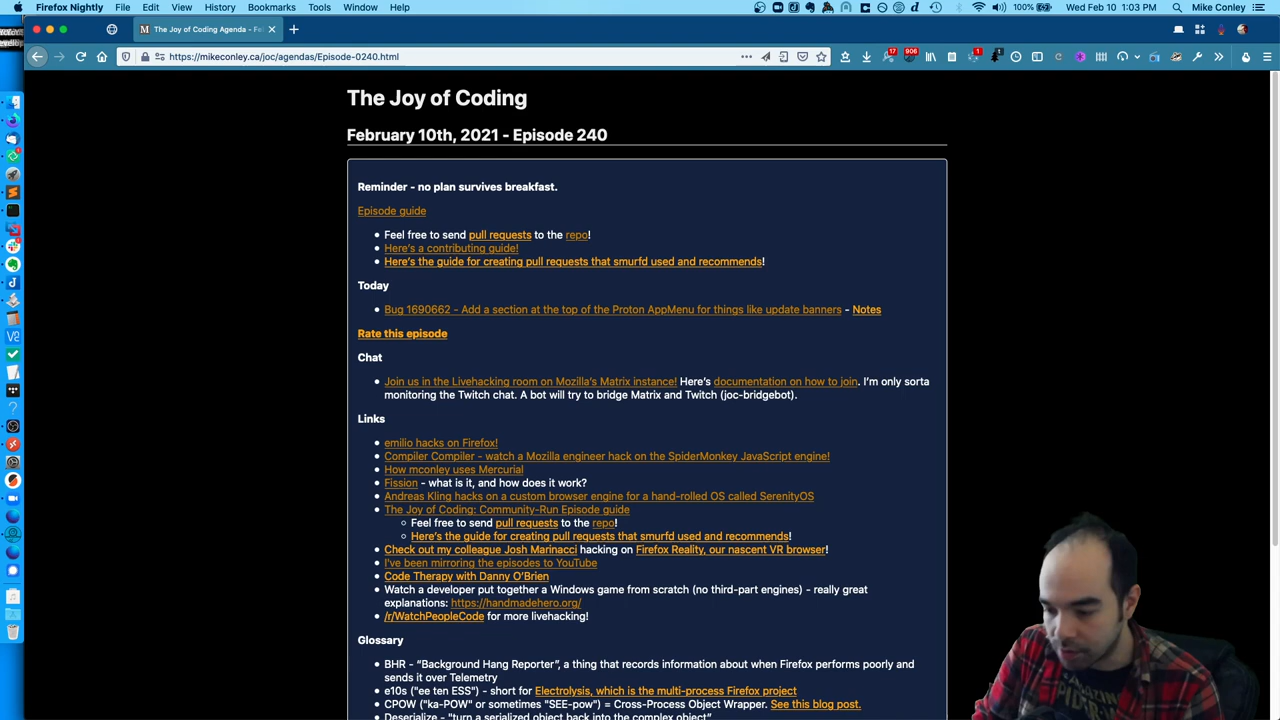 Firefox Nightly File Edit View History Bookmarks Tools Window Help 100% Wed Feb 10 1:03 PM Mike Conley
The Joy of Coding Agenda - Fe
https://mikeconley.ca/joc/agendas/Episode-0240.html 17 906 1
The Joy of Coding
February 10th, 2021 - Episode 240
Reminder - no plan survives breakfast.
Episode guide
Feel free to send pull requests to the repo!
Here's a contributing guide!
Here's the guide for creating pull requests that smurfd used and recommends!
Today
Bug 1690662 - Add a section at the top of the Proton AppMenu for things like update banners - Notes
Rate this episode
Chat
Join us in the Livehacking room on Mozilla's Matrix instance! Here's documentation on how to join. I'm only sorta
monitoring the Twitch chat. A bot will try to bridge Matrix and Twitch (joc-bridgebot).
Links
emilio hacks on Firefox!
Compiler Compiler - watch a Mozilla engineer hack on the SpiderMonkey JavaScript engine!
How mconley uses Mercurial
Fission - what is it, and how does it work?
Andreas Kling hacks on a custom browser engine for a hand-rolled OS called SerenityOS
The Joy of Coding: Community-Run Episode guide
Feel free to send pull requests to the repo!
Here's the guide for creating pull requests that smurfd used and recommends!
Check out my colleague Josh Marinacci hacking on Firefox Reality, our nascent VR browser!
I've been mirroring the episodes to YouTube
Code Therapy with Danny O'Brien
Watch a developer put together a Windows game from scratch (no third-part engines) - really great
explanations: https://handmadehero.org/
/r/WatchPeopleCode for more livehacking!
Glossary
BHR - “Background Hang Reporter”, a thing that records information about when Firefox performs poorly and
sends it over Telemetry
e10s ("ee ten ESS") - short for Electrolysis, which is the multi-process Firefox project
CPOW ("ka-POW" or sometimes "SEE-pow") = Cross-Process Object Wrapper. See this blog post.
Deserialize - "turn a serialized object back into the complex object"